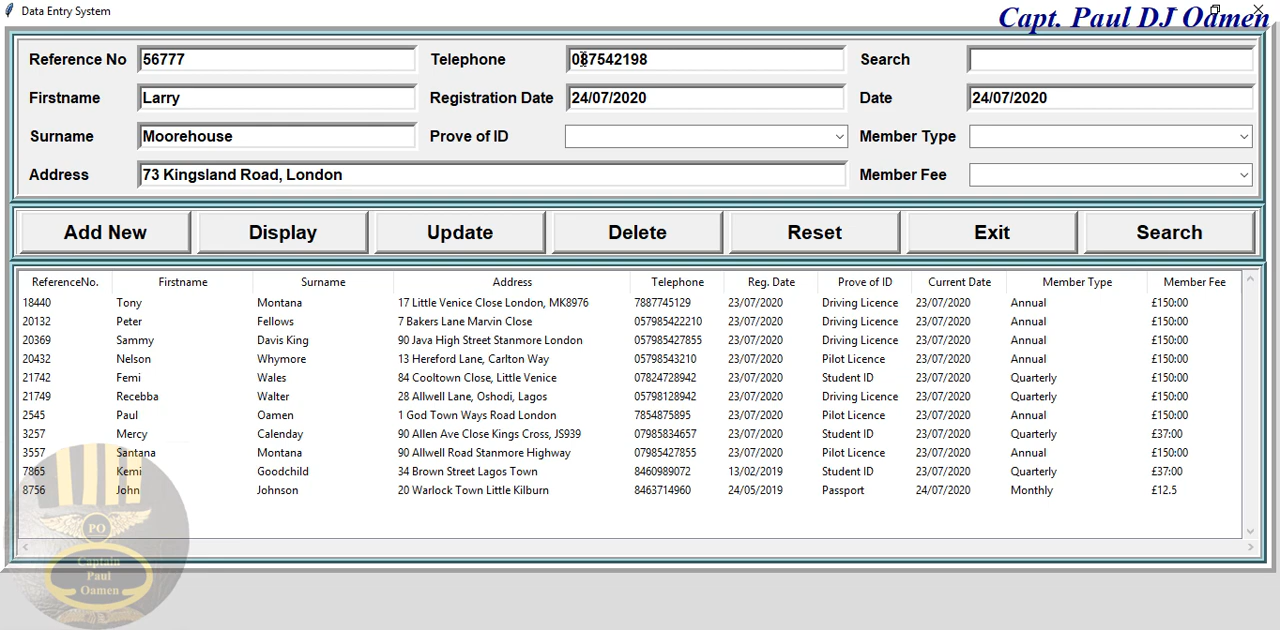 Data Entry System
Capt. Paul DJ Oamen
Reference No 56777 Telephone 087542198 Search
Firstname Larry Registration Date 24/07/2020 Date 24/07/2020
Surname Moorehouse Prove of ID Member Type
Address 73 Kingsland Road, London Member Fee
Add New Display Update Delete Reset Exit Search
ReferenceNo. Firstname Surname Address Telephone Reg. Date Prove of ID Current Date Member Type Member Fee
18440 Tony Montana 17 Little Venice Close London, MK8976 7887745129 23/07/2020 Driving Licence 23/07/2020 Annual £150:00
20132 Peter Fellows 7 Bakers Lane Marvin Close 057985422210 23/07/2020 Driving Licence 23/07/2020 Annual £150:00
20369 Sammy Davis King 90 Java High Street Stanmore London 057985427855 23/07/2020 Driving Licence 23/07/2020 Annual £150:00
20432 Nelson Whymore 13 Hereford Lane, Carlton Way 05798543210 23/07/2020 Pilot Licence 23/07/2020 Annual £150:00
21742 Femi Wales 84 Cooltown Close, Little Venice 07824728942 23/07/2020 Student ID 23/07/2020 Quarterly £150:00
21749 Recebba Walter 28 Allwell Lane, Oshodi, Lagos 05798128942 23/07/2020 Driving Licence 23/07/2020 Quarterly £150:00
2545 Paul Oamen 1 God Town Ways Road London 7854875895 23/07/2020 Pilot Licence 23/07/2020 Annual £150:00
3257 Mercy Calenday 90 Allen Ave Close Kings Cross, JS939 07985834657 23/07/2020 Student ID 23/07/2020 Quarterly £37:00
3557 Santana Montana 90 Allwell Road Stanmore Highway 07985427855 23/07/2020 Pilot Licence 23/07/2020 Annual £150:00
7865 Kemi Goodchild 34 Brown Street Lagos Town 8460989072 13/02/2019 Student ID 23/07/2020 Quarterly £37:00
8756 John Johnson 20 Warlock Town Little Kilburn 8463714960 24/05/2019 Passport 24/07/2020 Monthly £12.5
PO
Captain
Paul
Oamen